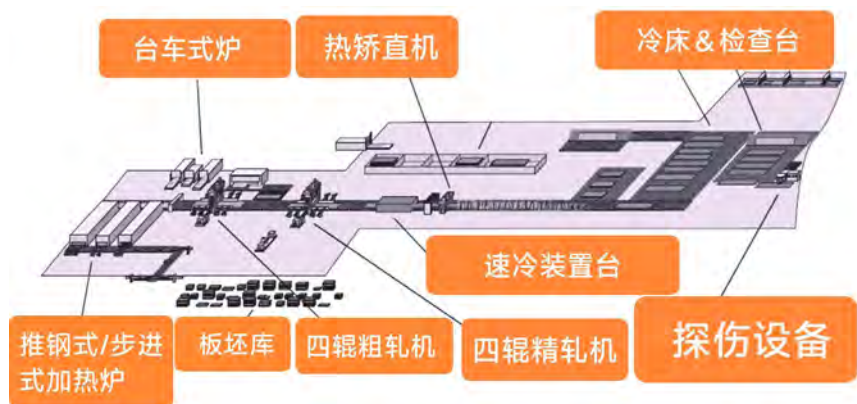 台车式炉
热矫直机
冷床&检查台
速冷装置台
推钢式/步进
式加热炉
板坯库
四辊粗轧机
四辊精轧机
探伤设备